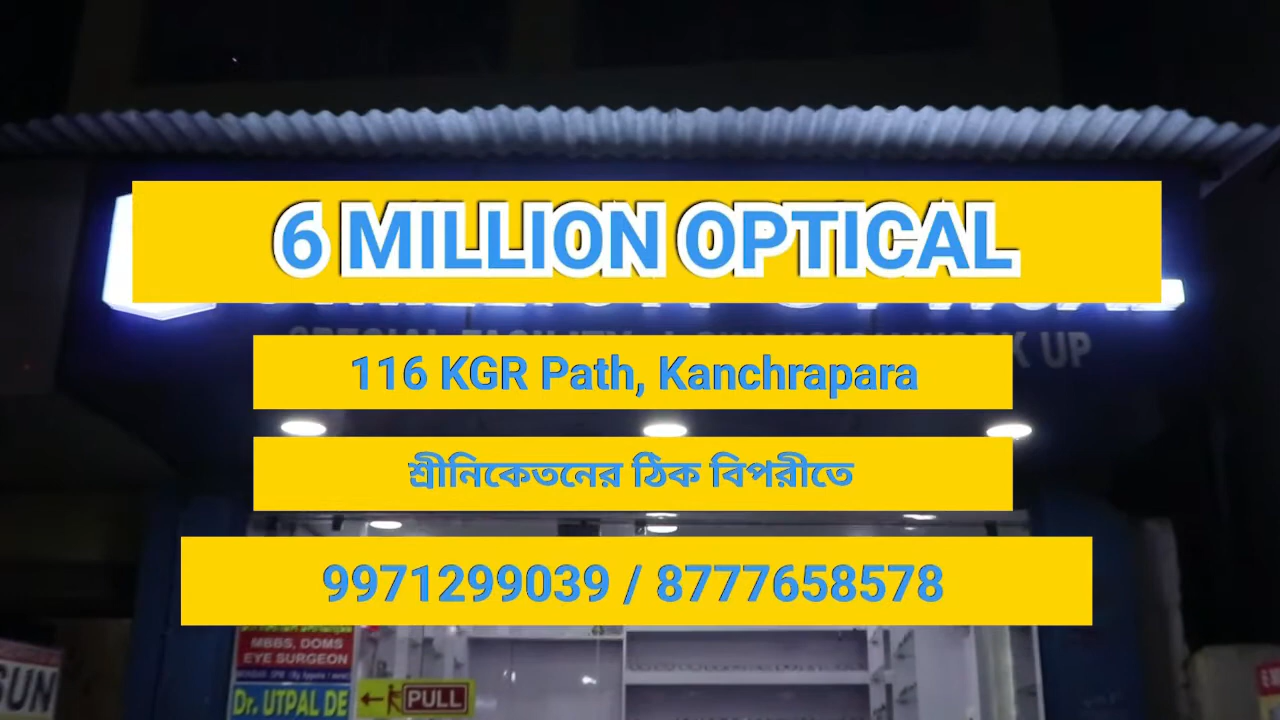 6 MILLION OPTICAL
UP
116 KGR Path, Kanchrapara
শ্রীনিকেতনের ঠিক বিপরীতে
9971299039 / 8777658578
MBBS, DOMS
EYE SURGEON
Dr. UTPAL DE
PULL
SUN